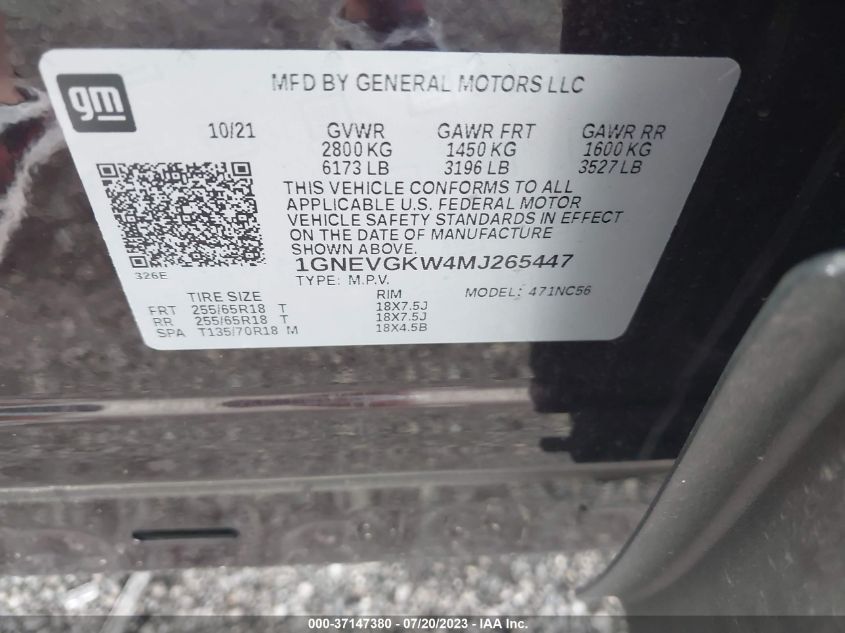 MFD BY GENERAL MOTORS LLC
gm
10/21 GVWR GAWR FRT GAWR RR
2800 KG 1450 KG 1600 KG
6173 LB 3196 LB 3527 LB
THIS VEHICLE CONFORMS TO ALL
APPLICABLE U.S. FEDERAL MOTOR
VEHICLE SAFETY STANDARDS IN EFFECT
ON THE DATE OF MANUFACTURE
SHOWN ABOVE.
326E
1GNEVGKW4MJ265447
TYPE: M.P.V.
TIRE SIZE RIM MODEL: 471NC56
FRT 255/65R18 T 18X7.5J
RR 255/65R18 T 18X7.5J
SPA T135/70R18 M 18X4.5B
000-37147380 / 07/20/2023 - IAA Inc.